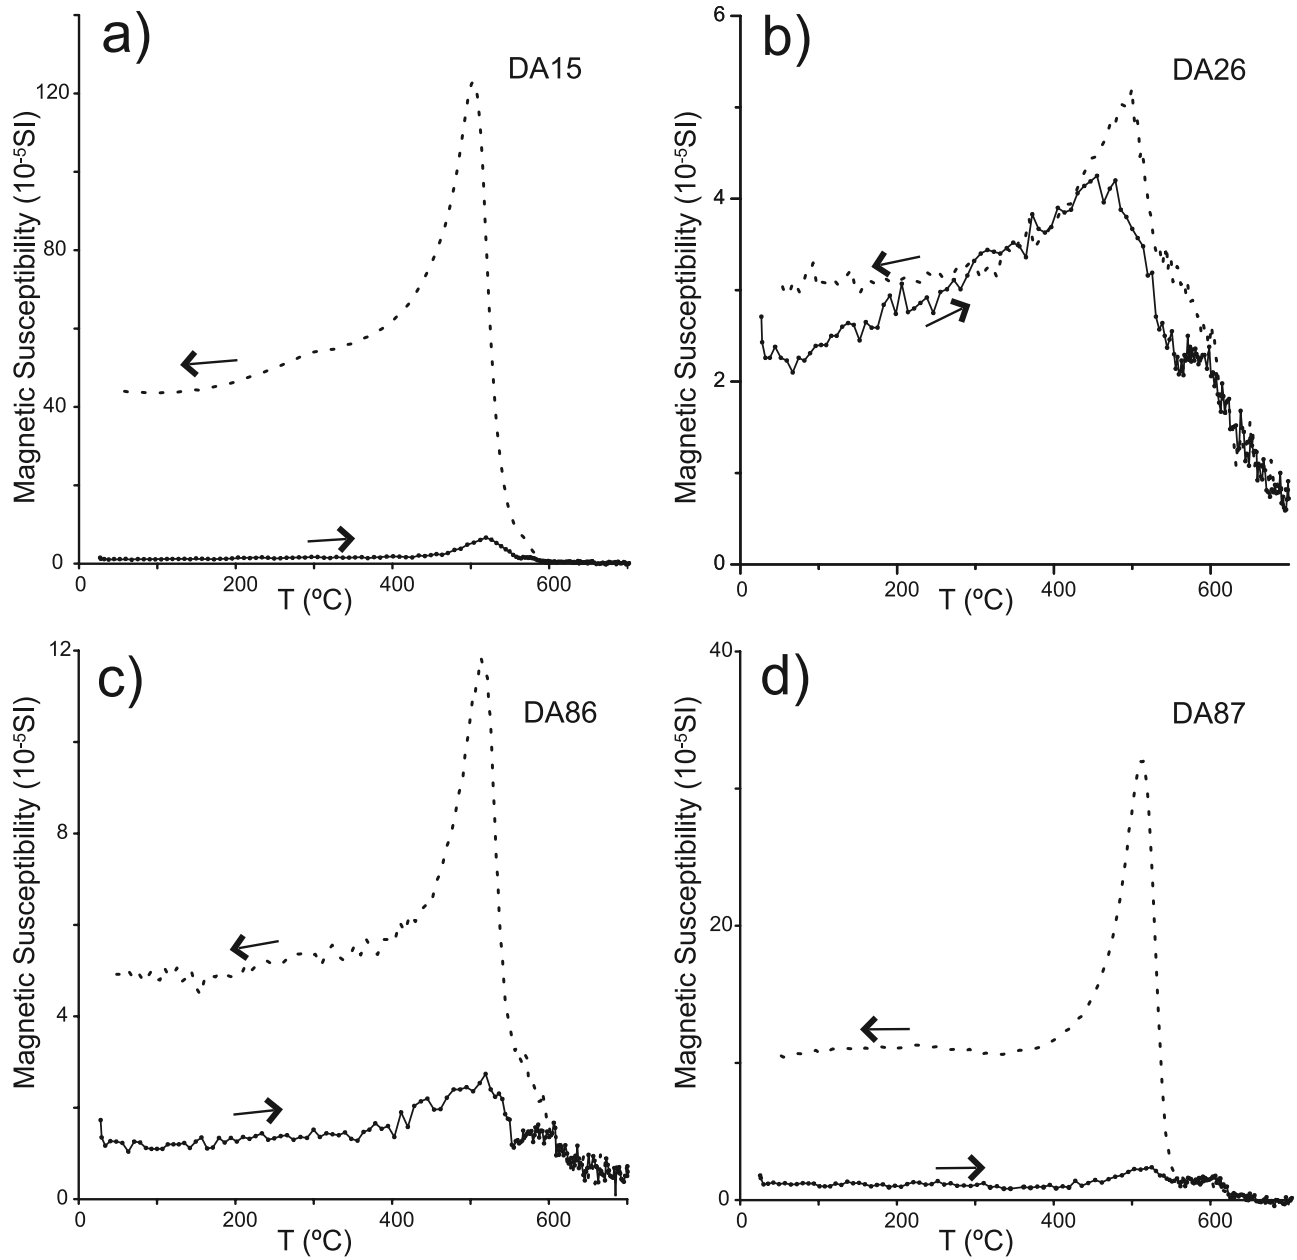 a)
DA15
120
80
40
0
Magnetic Susceptibility (10⁻⁵SI)
0 200 400 600
T (ºC)
b)
DA26
6
4
2
0
Magnetic Susceptibility (10⁻⁵SI)
0 200 400 600
T (ºC)
c)
DA86
12
8
4
0
Magnetic Susceptibility (10⁻⁵SI)
0 200 400 600
T (ºC)
d)
DA87
40
20
0
Magnetic Susceptibility (10⁻⁵SI)
0 200 400 600
T (ºC)